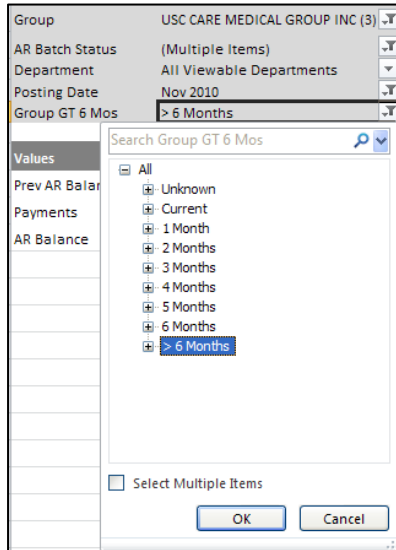 Group USC CARE MEDICAL GROUP INC (3)
AR Batch Status (Multiple Items)
Department All Viewable Departments
Posting Date Nov 2010
Group GT 6 Mos > 6 Months
Search Group GT 6 Mos
Values
Prev AR Balar
Payments
AR Balance
All
Unknown
Current
1 Month
2 Months
3 Months
4 Months
5 Months
6 Months
> 6 Months
Select Multiple Items
OK Cancel